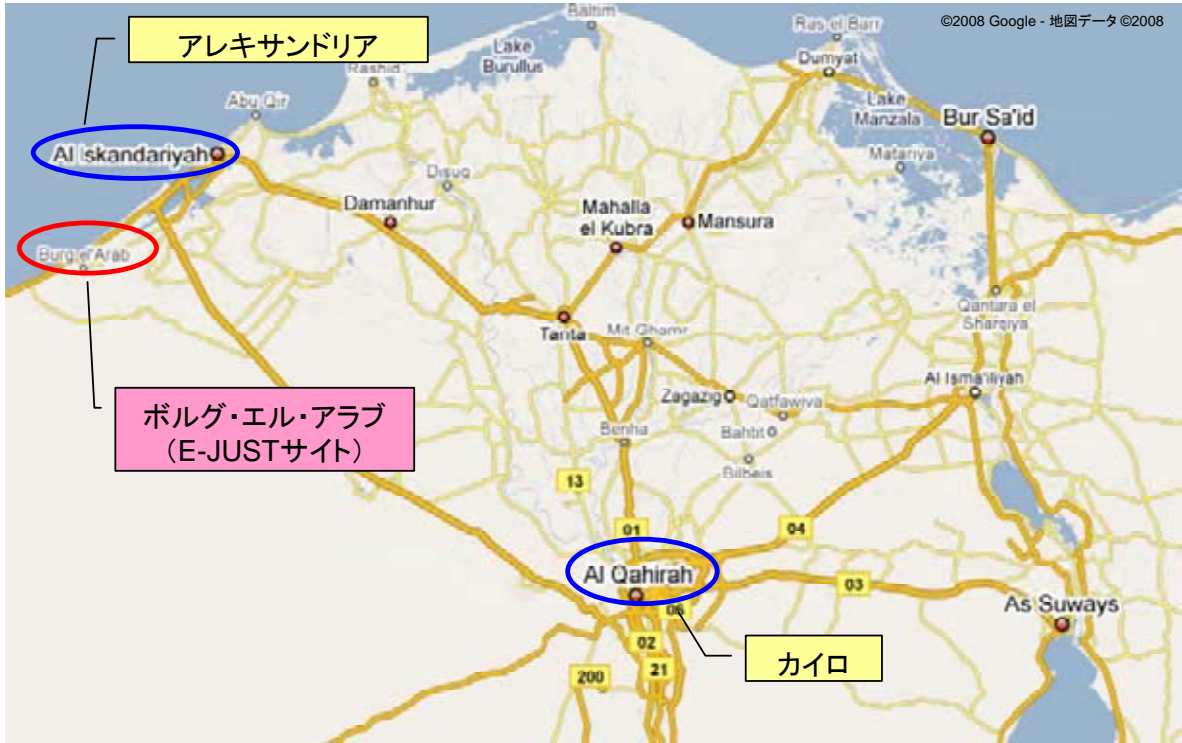 Baltim
©2008 Google - 地図データ ©2008
アレキサンドリア
Lake
Burullus
Ras el Barr
Rashid
Dumyat
Abu Qir
Lake
Manzala
Bur Sa'id
Al Iskandariyah
Matariya
Disuq
Damanhur
Mahalla
el Kubra
Mansura
Burg el 'Arab
Qantara el
Sharqiya
Tanta
Mit Ghamr
Al Isma'iliyah
Zagazig
Qatfawiva
ボルグ・エル・アラブ
(E-JUSTサイト)
Benha
Bahtit
Bilbeis
13
01
04
Al Qahirah
03
06
As Suways
02
カイロ
21
200